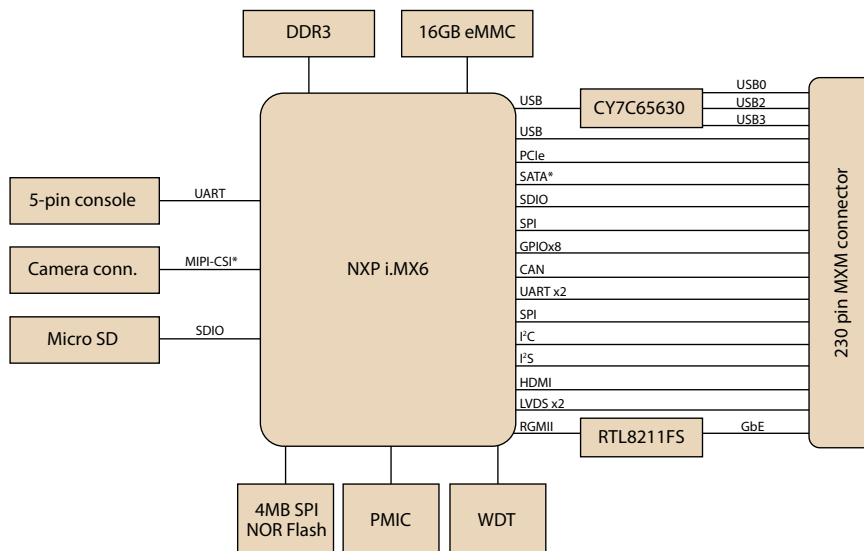 DDR3
16GB eMMC
USB
CY7C65630
USB0
USB2
USB3
USB
PCIe
SATA*
SDIO
SPI
GPIOx8
CAN
UART x2
SPI
I²C
I²S
HDMI
LVDS x2
RGMII
RTL8211FS
GbE
230 pin MXM connector
NXP i.MX6
5-pin console
UART
Camera conn.
MIPI-CSI*
Micro SD
SDIO
4MB SPI
NOR Flash
PMIC
WDT